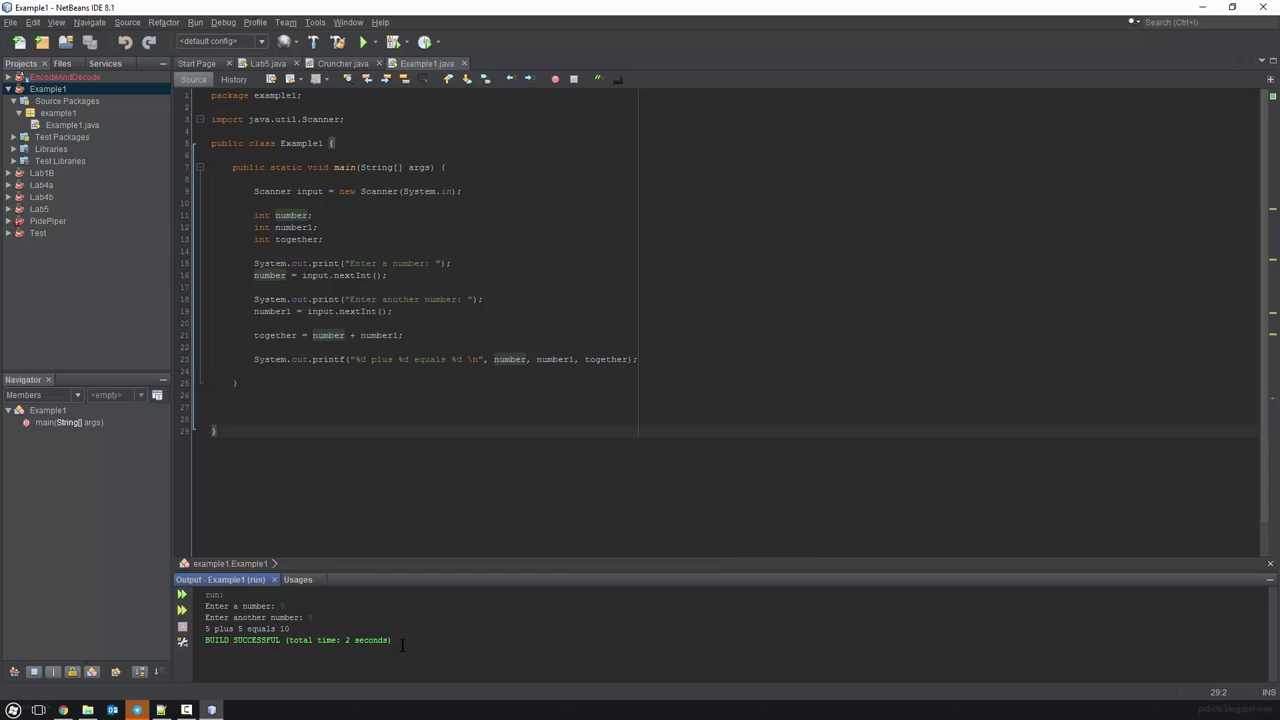 Example1 - NetBeans IDE 8.1
File Edit View Navigate Source Refactor Run Debug Profile Team Tools Window Help
Search (Ctrl+I)
<default config>
Projects Files Services
Start Page Lab5.java Cruncher.java Example1.java
Source History
EncodeAndDecode
Example1
Source Packages
example1
Example1.java
Test Packages
Libraries
Test Libraries
Lab1B
Lab4a
Lab4b
Lab5
PidePiper
Test
Navigator
Members <empty>
Example1
main(String[] args)
1 package example1;
2
3 import java.util.Scanner;
4
5 public class Example1 {
6
7 public static void main(String[] args) {
8
9 Scanner input = new Scanner(System.in);
10
11 int number;
12 int number1;
13 int together;
14
15 System.out.print("Enter a number: ");
16 number = input.nextInt();
17
18 System.out.print("Enter another number: ");
19 number1 = input.nextInt();
20
21 together = number + number1;
22
23 System.out.printf("%d plus %d equals %d \n", number, number1, together);
24
25 }
26
27
28
29 }
example1.Example1
Output - Example1 (run) Usages
run:
Enter a number: 5
Enter another number: 5
5 plus 5 equals 10
BUILD SUCCESSFUL (total time: 2 seconds)
29:2 INS